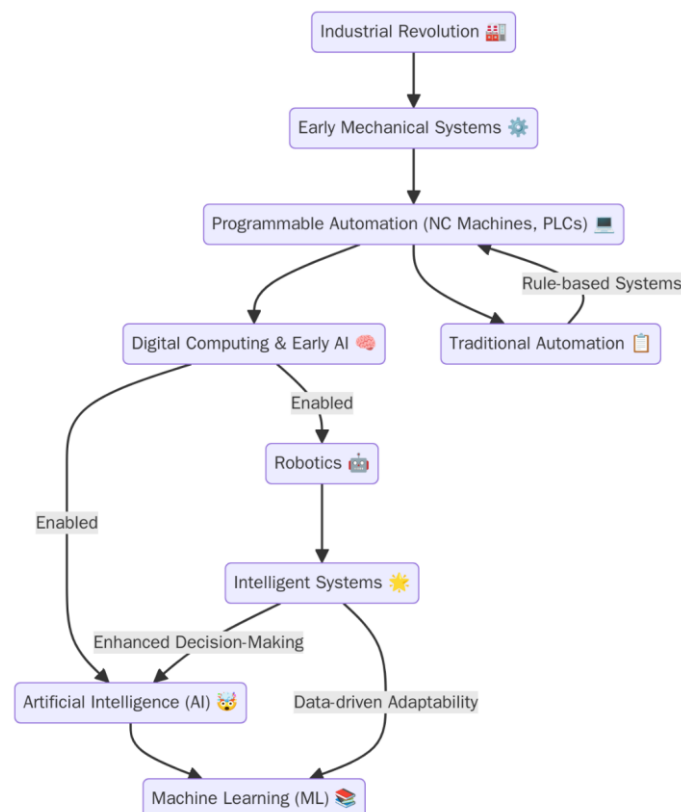 Industrial Revolution 🏭
Early Mechanical Systems ⚙️
Programmable Automation (NC Machines, PLCs) 💻
Rule-based Systems
Digital Computing & Early AI 🧠
Traditional Automation 📋
Enabled
Robotics 🤖
Enabled
Intelligent Systems 🌟
Enhanced Decision-Making
Artificial Intelligence (AI) 🤯
Data-driven Adaptability
Machine Learning (ML) 📚